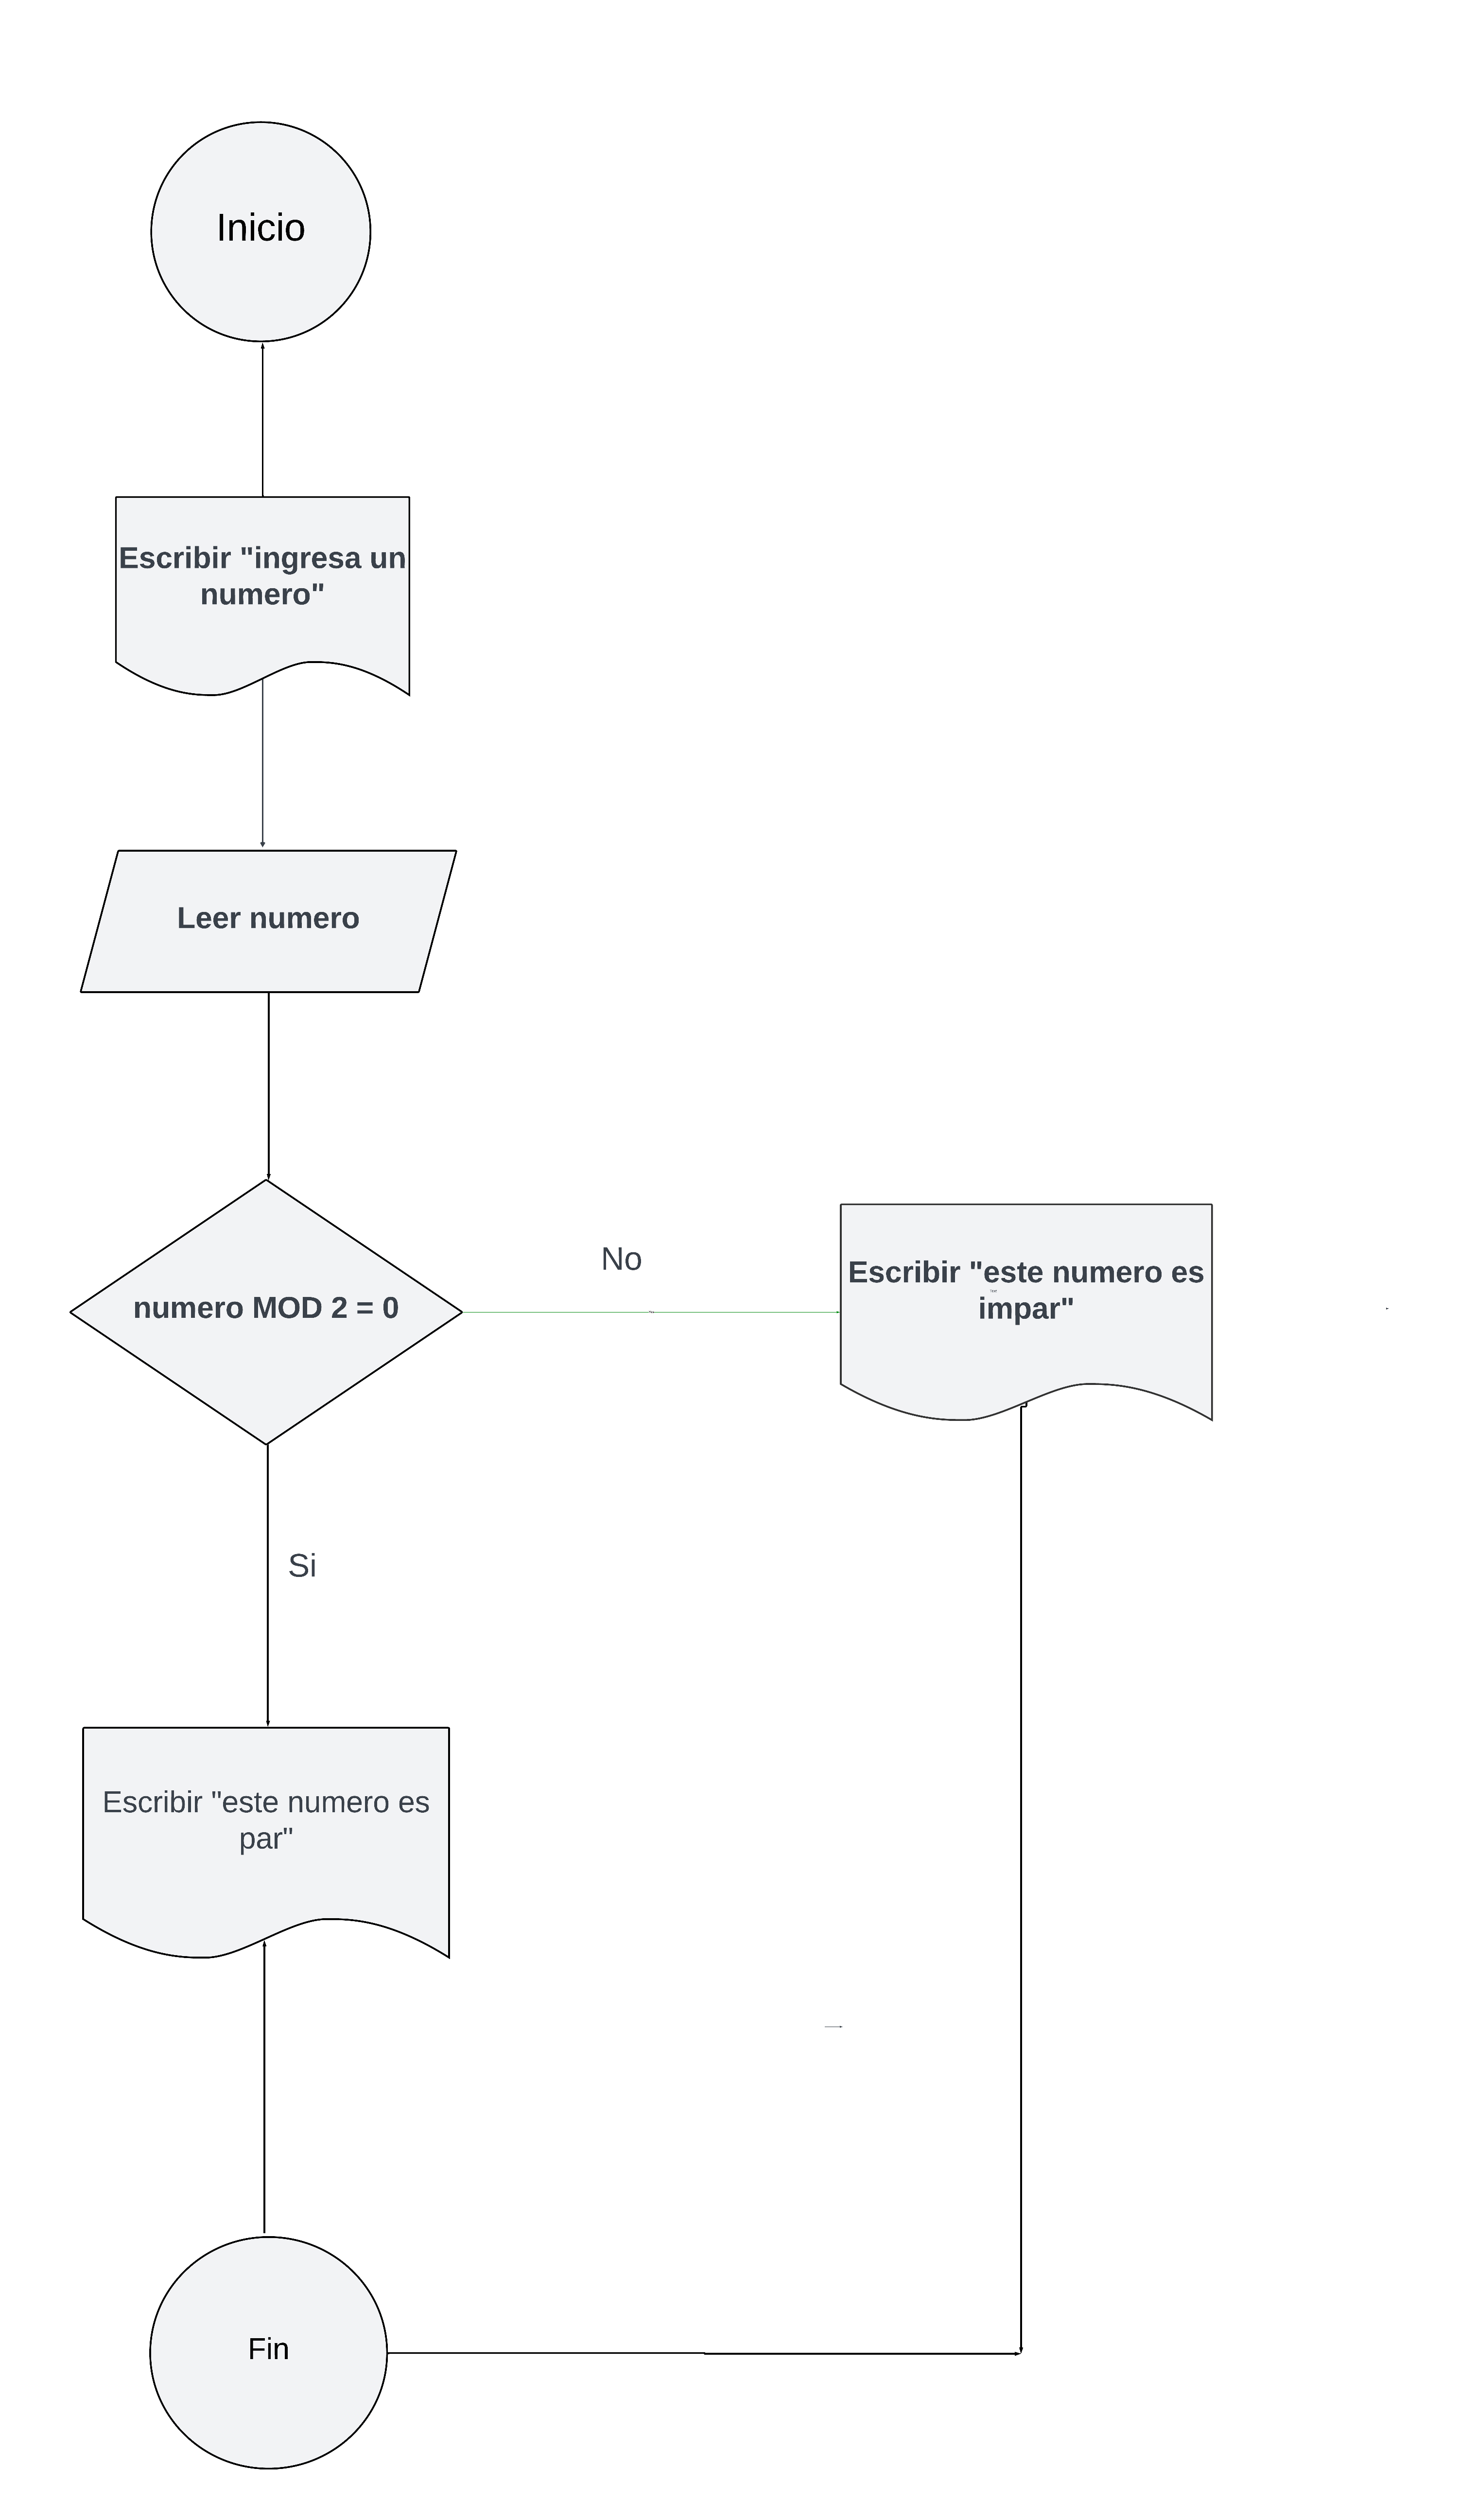 Inicio
Escribir "ingresa un
numero"
Leer numero
numero MOD 2 = 0
No
Escribir "este numero es
impar"
Si
Escribir "este numero es
par"
Fin